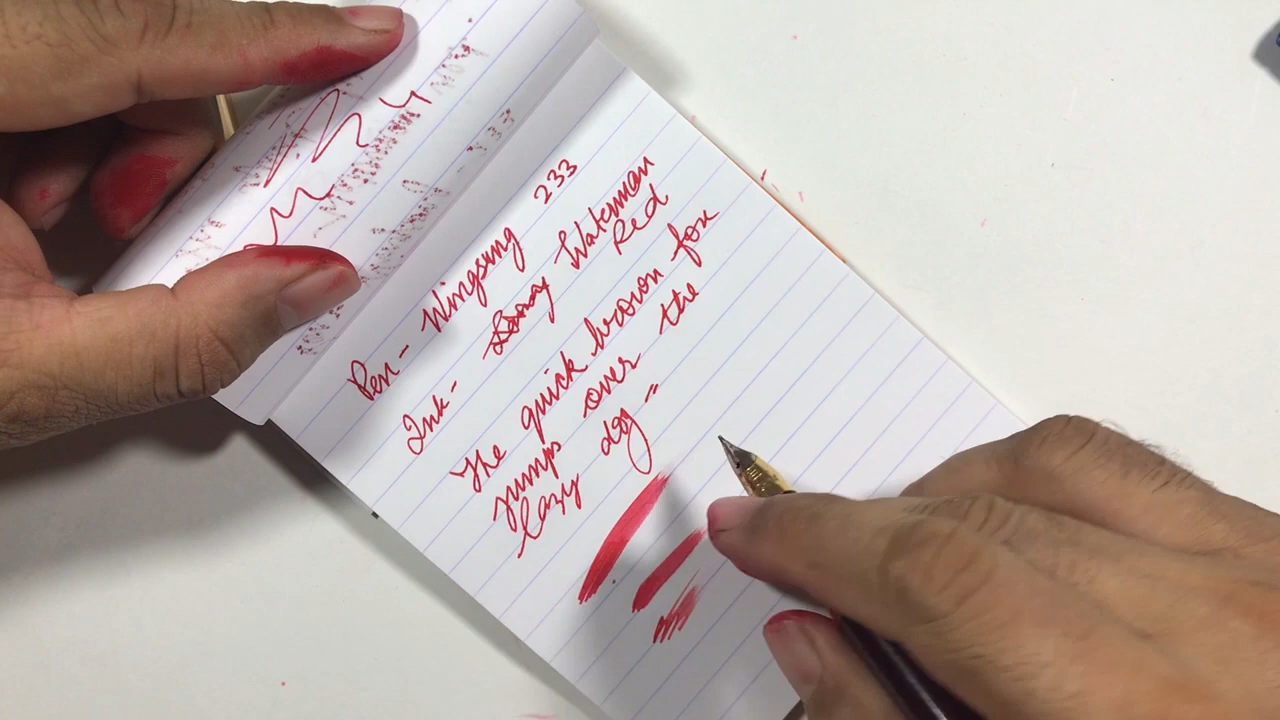 Pen - Wingsung 233
Ink - Waterman
Red
The quick brown fox
jumps over the
lazy dog =